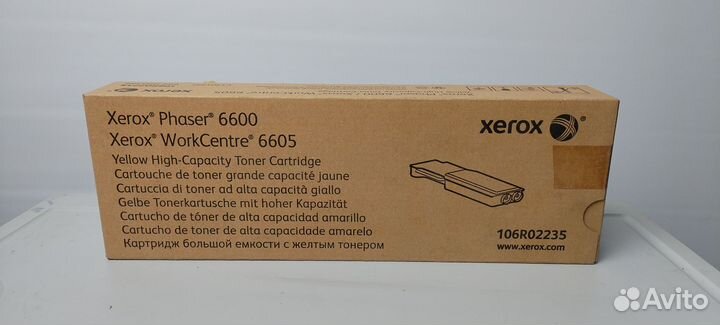 Xerox® Phaser® 6600
Xerox® WorkCentre® 6605
Yellow High-Capacity Toner Cartridge
Cartouche de toner grande capacité jaune
Cartuccia di toner ad alta capacità giallo
Gelbe Tonerkartusche mit hoher Kapazität
Cartucho de tóner de alta capacidad amarillo
Cartucho de toner de alta capacidade amarelo
Картридж большой емкости с желтым тонером
xerox
106R02235
www.xerox.com
Avito